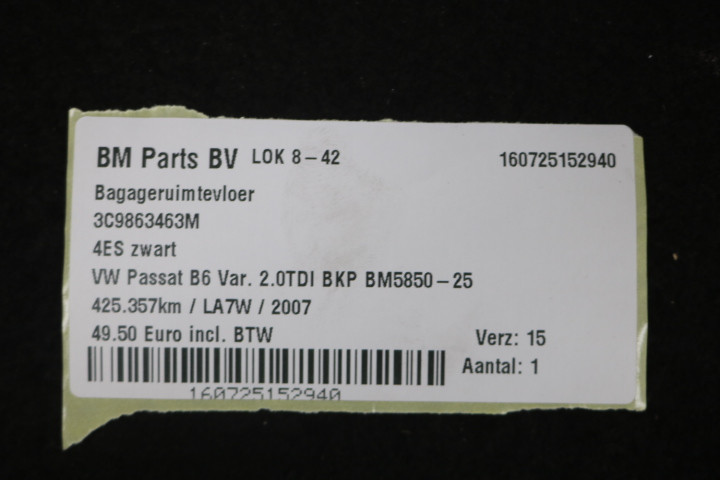 BM Parts BV LOK 8-42 160725152940
Bagageruimtevloer
3C9863463M
4ES zwart
VW Passat B6 Var. 2.0TDI BKP BM5850-25
425.357km / LA7W / 2007
49.50 Euro incl. BTW Verz: 15
Aantal: 1
160725152940